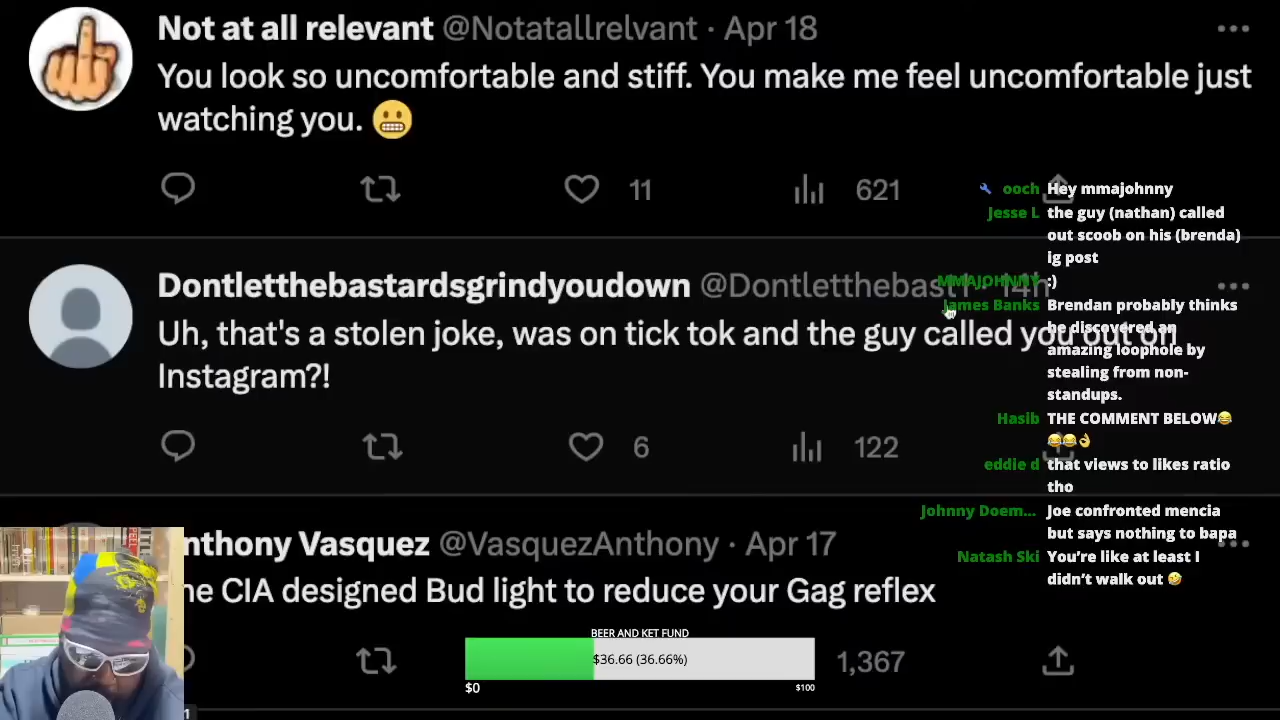 Not at all relevant @Notatallrelvant · Apr 18
You look so uncomfortable and stiff. You make me feel uncomfortable just
watching you. 😬
11 621
Dontletthebastardsgrindyoudown @Dontletthebast1 · 14h
Uh, that's a stolen joke, was on tick tok and the guy called you out on
Instagram?!
6 122
nthony Vasquez @VasquezAnthony · Apr 17
he CIA designed Bud light to reduce your Gag reflex
1,367
ooch Hey mmajohnny
Jesse L the guy (nathan) called
out scoob on his (brenda)
ig post
MMAJOHNNY :)
James Banks Brendan probably thinks
he discovered an
amazing loophole by
stealing from non-
standups.
Hasib THE COMMENT BELOW😂
😂😂👌
eddie d that views to likes ratio
tho
Johnny Doem... Joe confronted mencia
but says nothing to bapa
Natash Ski You’re like at least I
didn’t walk out 🤣
BEER AND KET FUND
$36.66 (36.66%)
$0 $100